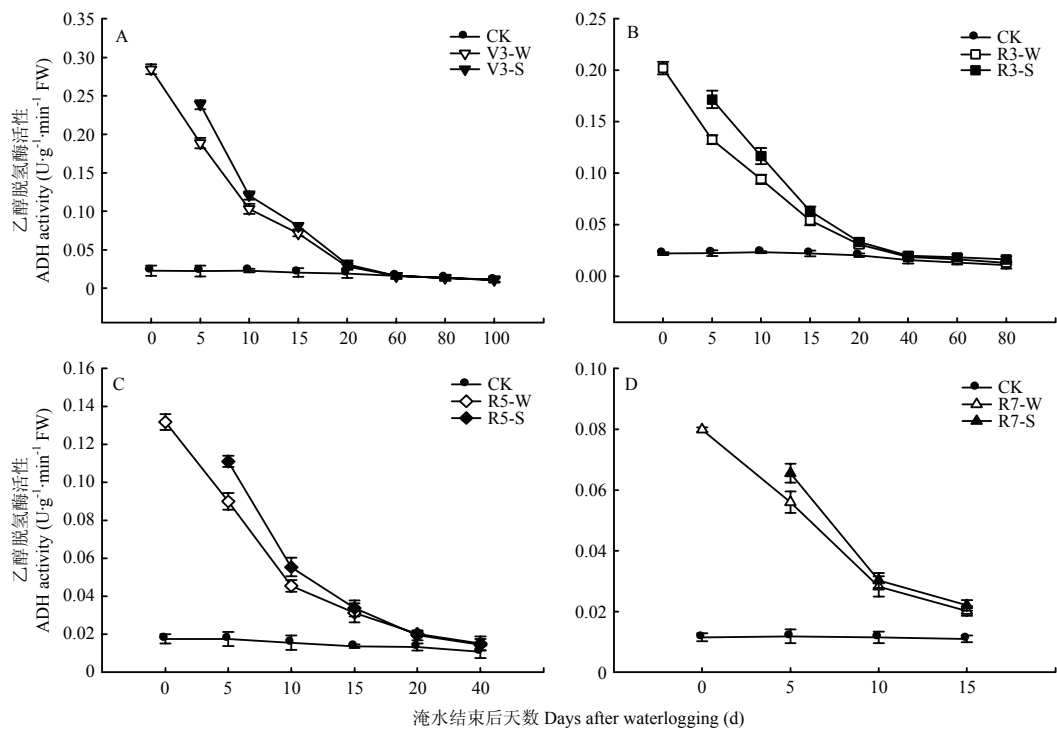 A
CK
V3-W
V3-S
0.35
0.30
0.25
0.20
0.15
0.10
0.05
0
0 5 10 15 20 60 80 100
乙醇脱氢酶活性
ADH activity (U·g⁻¹·min⁻¹ FW)
B
CK
R3-W
R3-S
0.25
0.20
0.15
0.10
0.05
0.00
0 5 10 15 20 40 60 80
C
CK
R5-W
R5-S
0.16
0.14
0.12
0.10
0.08
0.06
0.04
0.02
0
0 5 10 15 20 40
乙醇脱氢酶活性
ADH activity (U·g⁻¹·min⁻¹ FW)
D
CK
R7-W
R7-S
0.10
0.08
0.06
0.04
0.02
0
0 5 10 15
淹水结束后天数 Days after waterlogging (d)